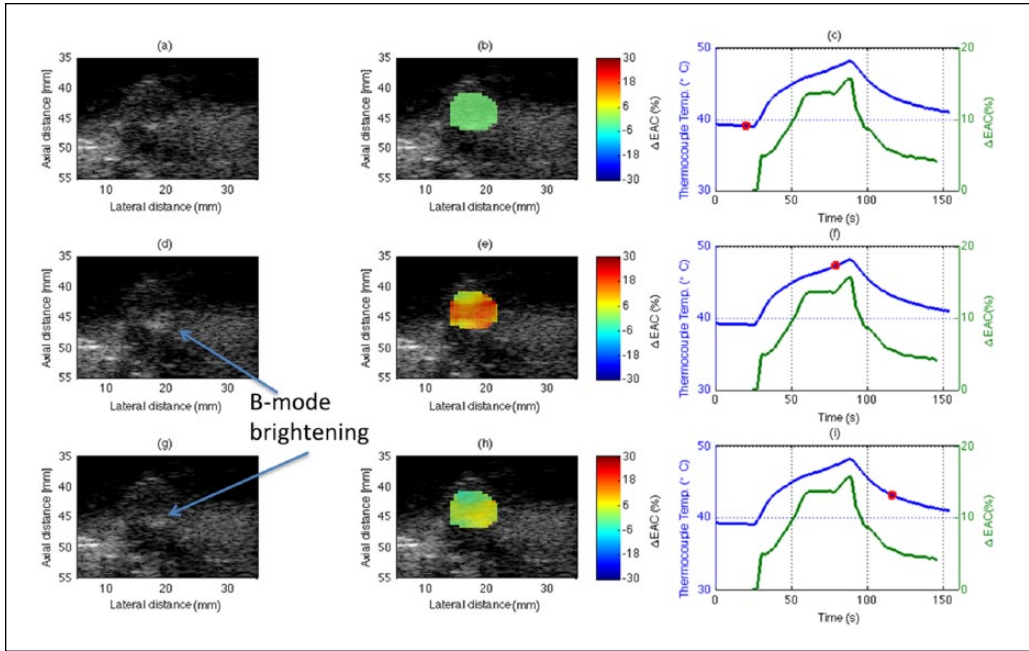 (a)
35
40
45
50
55
Axial distance [mm]
10 20 30
Lateral distance (mm)
(b)
35
40
45
50
55
Axial distance [mm]
10 20 30
Lateral distance (mm)
30
18
6
-6
-18
-30
Δ EAC (%)
(c)
50
40
30
Thermocouple Temp. (° C)
20
10
0
Δ EAC(%)
0 50 100 150
Time (s)
(d)
35
40
45
50
55
Axial distance [mm]
10 20 30
Lateral distance (mm)
(e)
35
40
45
50
55
Axial distance [mm]
10 20 30
Lateral distance (mm)
30
18
6
-6
-18
-30
Δ EAC (%)
(f)
50
40
30
Thermocouple Temp. (° C)
20
10
0
Δ EAC(%)
0 50 100 150
Time (s)
B-mode
brightening
(g)
35
40
45
50
55
Axial distance [mm]
10 20 30
Lateral distance (mm)
(h)
35
40
45
50
55
Axial distance [mm]
10 20 30
Lateral distance (mm)
30
18
6
-6
-18
-30
Δ EAC (%)
(i)
50
40
30
Thermocouple Temp. (° C)
20
10
0
Δ EAC(%)
0 50 100 150
Time (s)